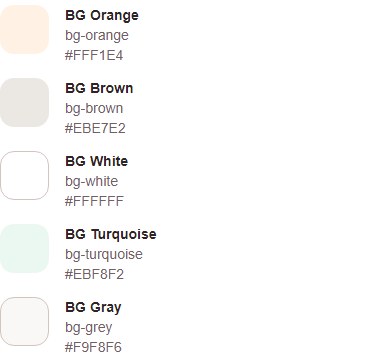 BG Orange
bg-orange
#FFF1E4
BG Brown
bg-brown
#EBE7E2
BG White
bg-white
#FFFFFF
BG Turquoise
bg-turquoise
#EBF8F2
BG Gray
bg-grey
#F9F8F6